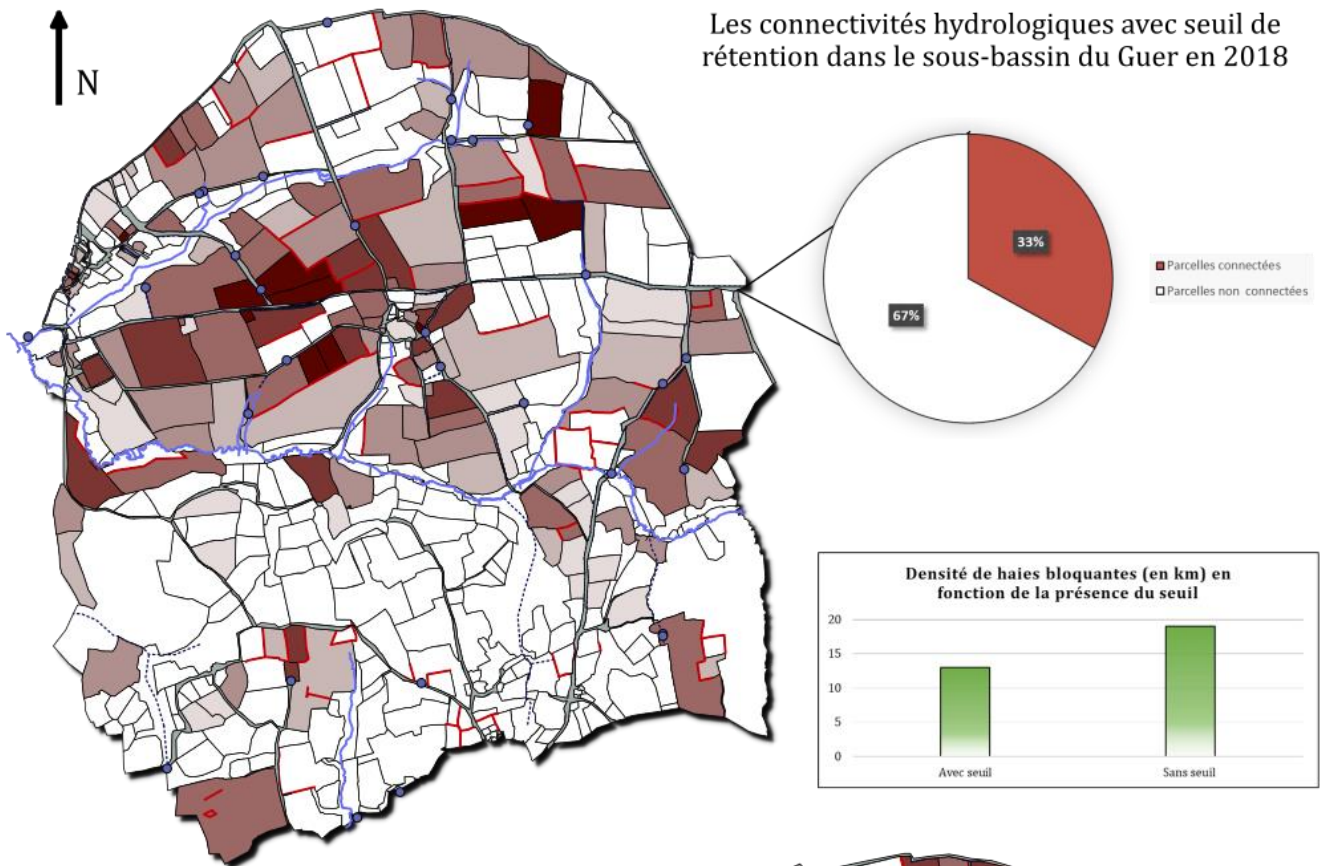 Les connectivités hydrologiques avec seuil de
rétention dans le sous-bassin du Guer en 2018
N
33%
67%
Parcelles connectées
Parcelles non connectées
Densité de haies bloquantes (en km) en
fonction de la présence du seuil
20
15
10
5
0
Avec seuil
Sans seuil